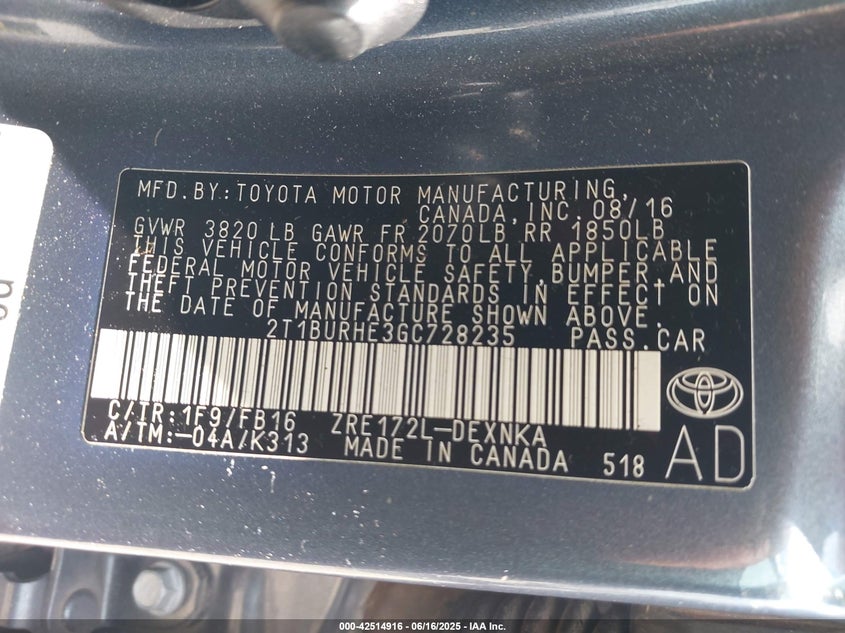 MFD.BY:TOYOTA MOTOR MANUFACTURING,
CANADA, INC. 08/16
GVWR 3820 LB GAWR FR 2070LB RR 1850LB
THIS VEHICLE CONFORMS TO ALL APPLICABLE
FEDERAL MOTOR VEHICLE SAFETY, BUMPER, AND
THEFT PREVENTION STANDARDS IN EFFECT ON
THE DATE OF MANUFACTURE SHOWN ABOVE.
2T1BURHE3GC728235 PASS.CAR
C/TR:1F9/FB16 ZRE172L-DEXNKA
A/TM:-04A/K313 MADE IN CANADA 518 AD
000-42514916 - 06/16/2025 - IAA Inc.